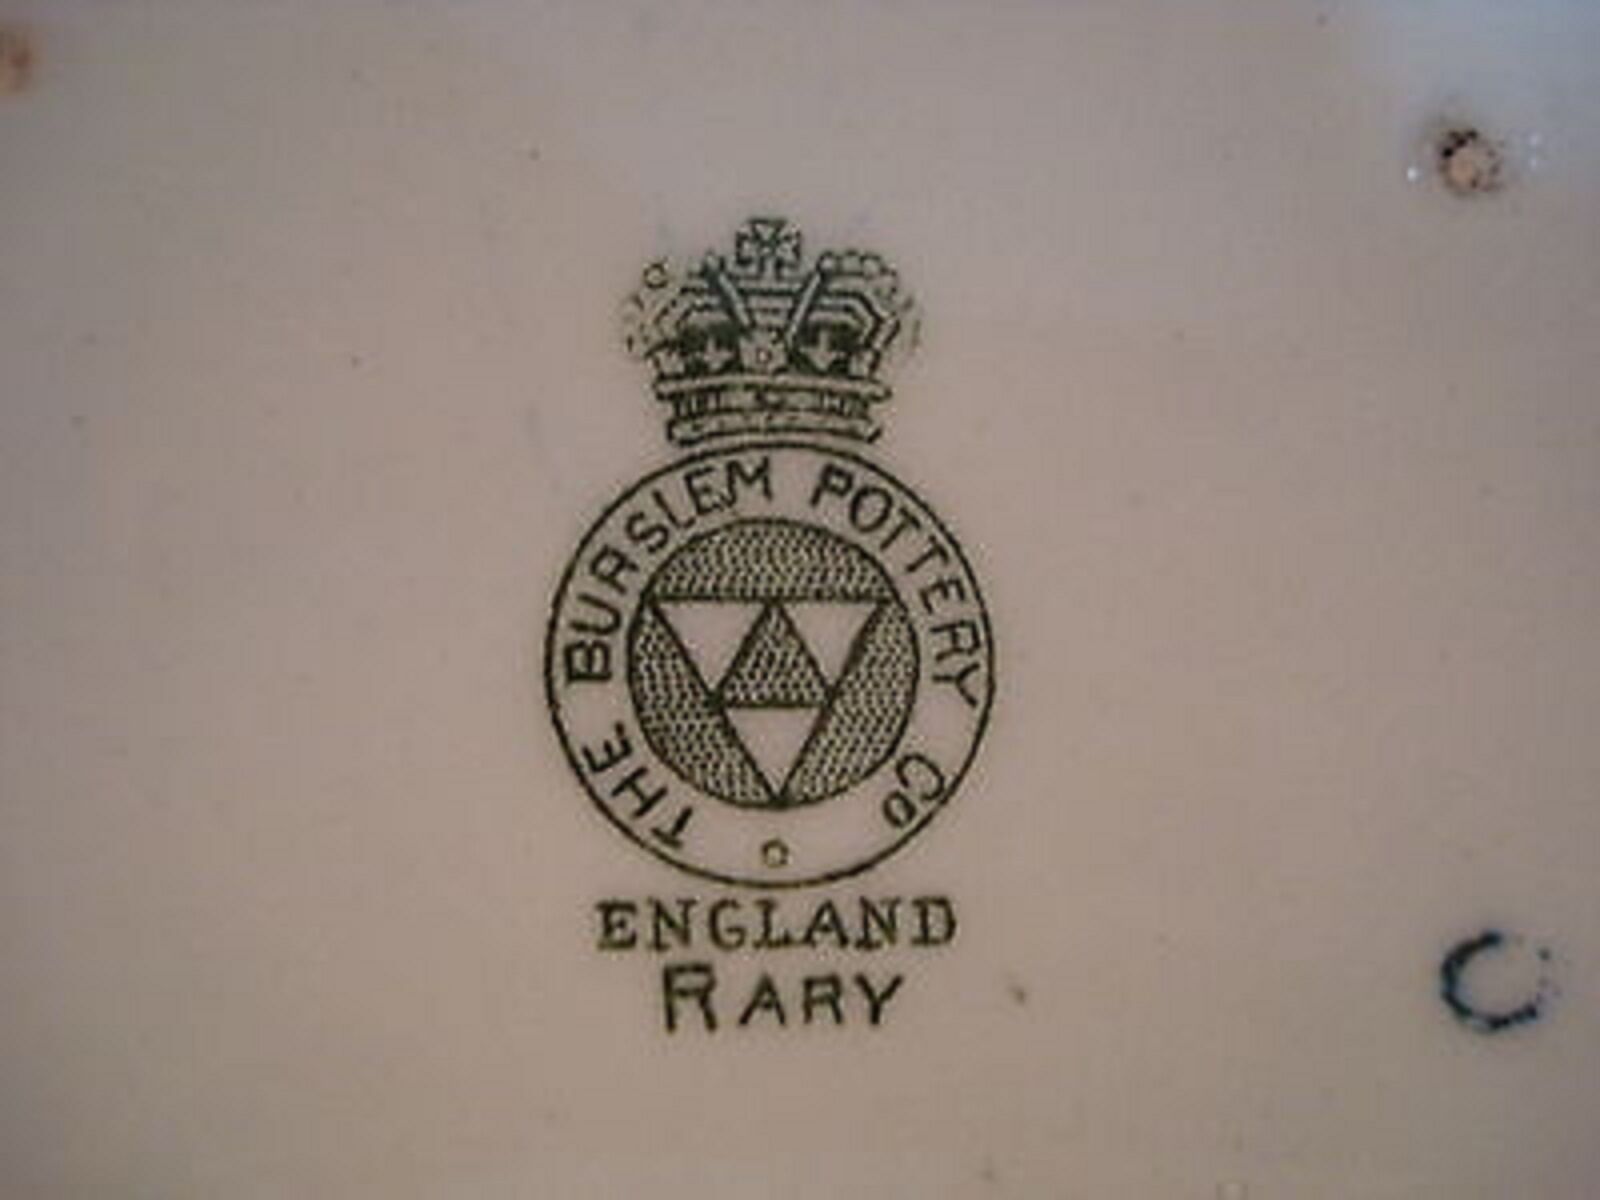 THE BURSLEM POTTERY Co
ENGLAND
RARY